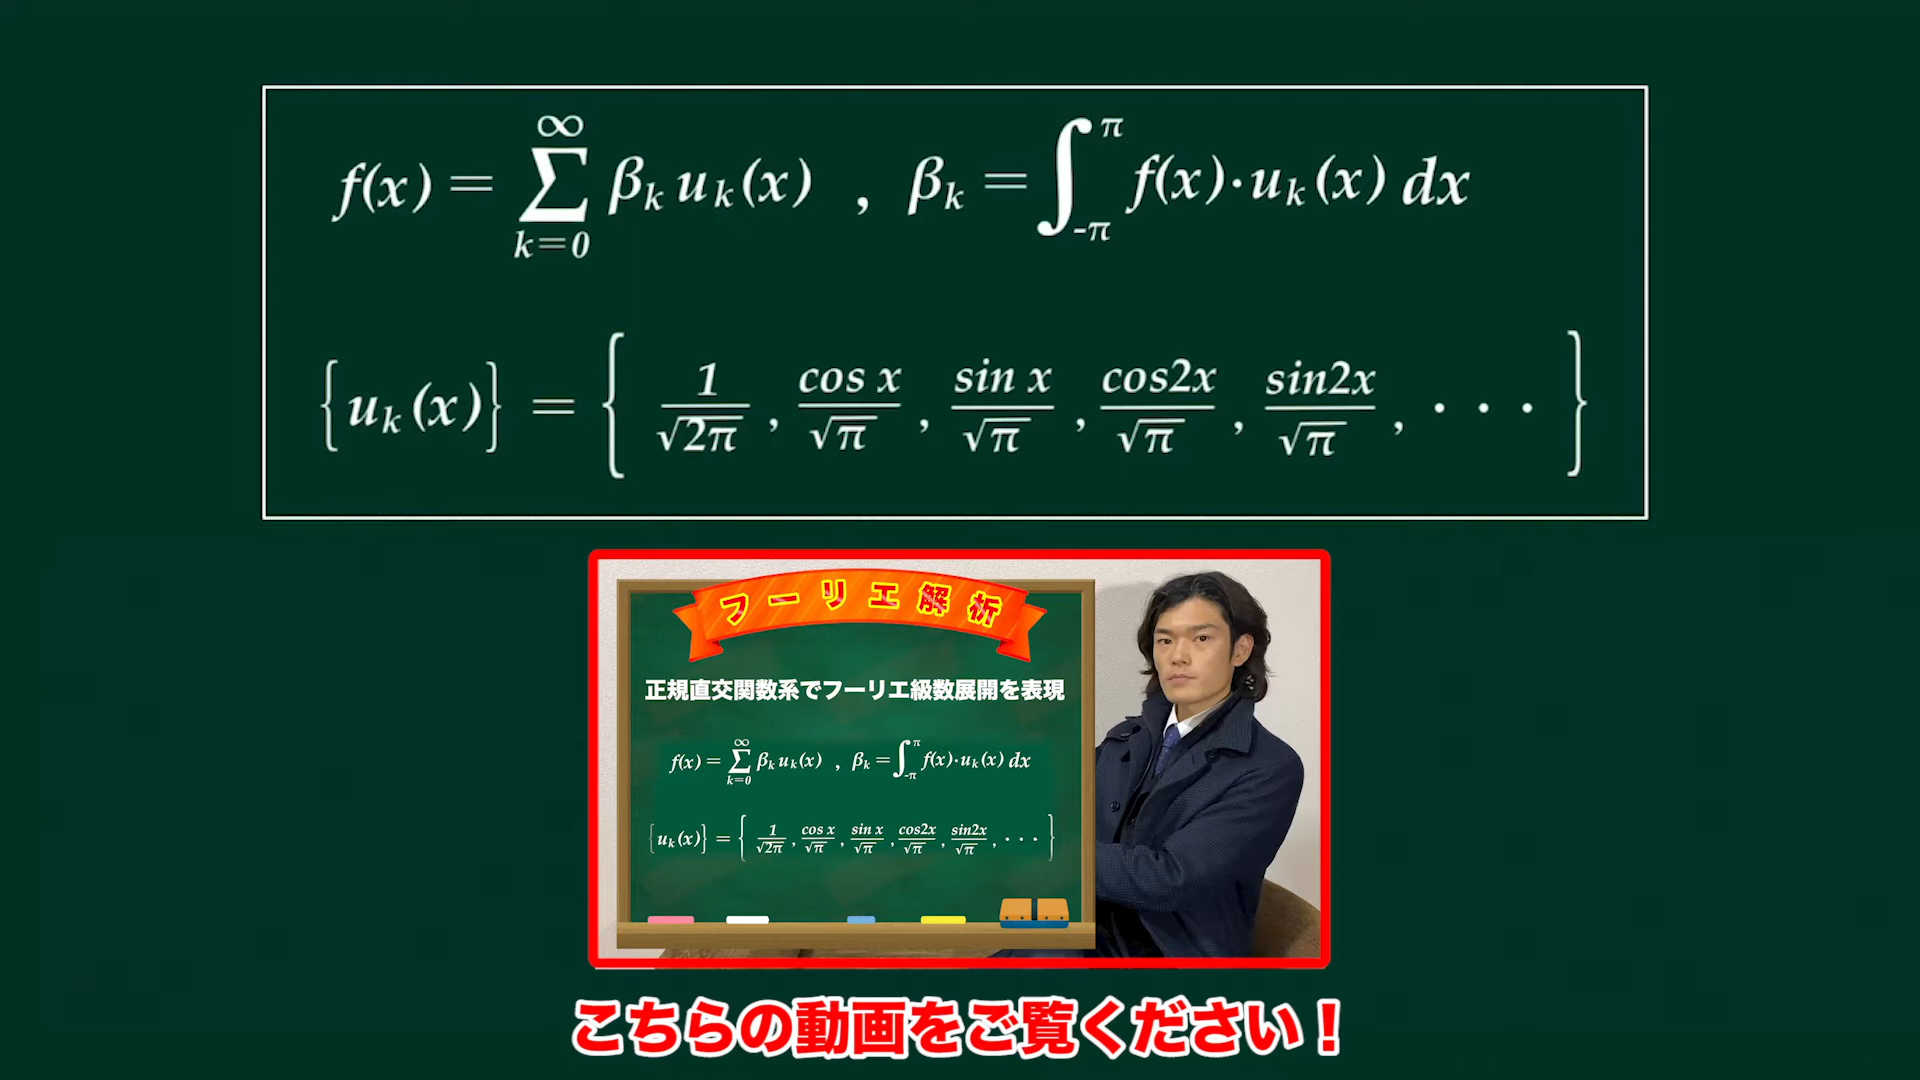 f(x) = ∑_{k=0}^{∞} β_k u_k(x) , β_k = ∫_{-π}^{π} f(x)·u_k(x) dx
{u_k(x)} = { 1/√2π , cos x/√π , sin x/√π , cos2x/√π , sin2x/√π , ··· }
フーリエ解析
正規直交関数系でフーリエ級数展開を表現
f(x) = ∑_{k=0}^{∞} β_k u_k(x) , β_k = ∫_{-π}^{π} f(x)·u_k(x) dx
{u_k(x)} = { 1/√2π , cos x/√π , sin x/√π , cos2x/√π , sin2x/√π , ··· }
こちらの動画をご覧ください！